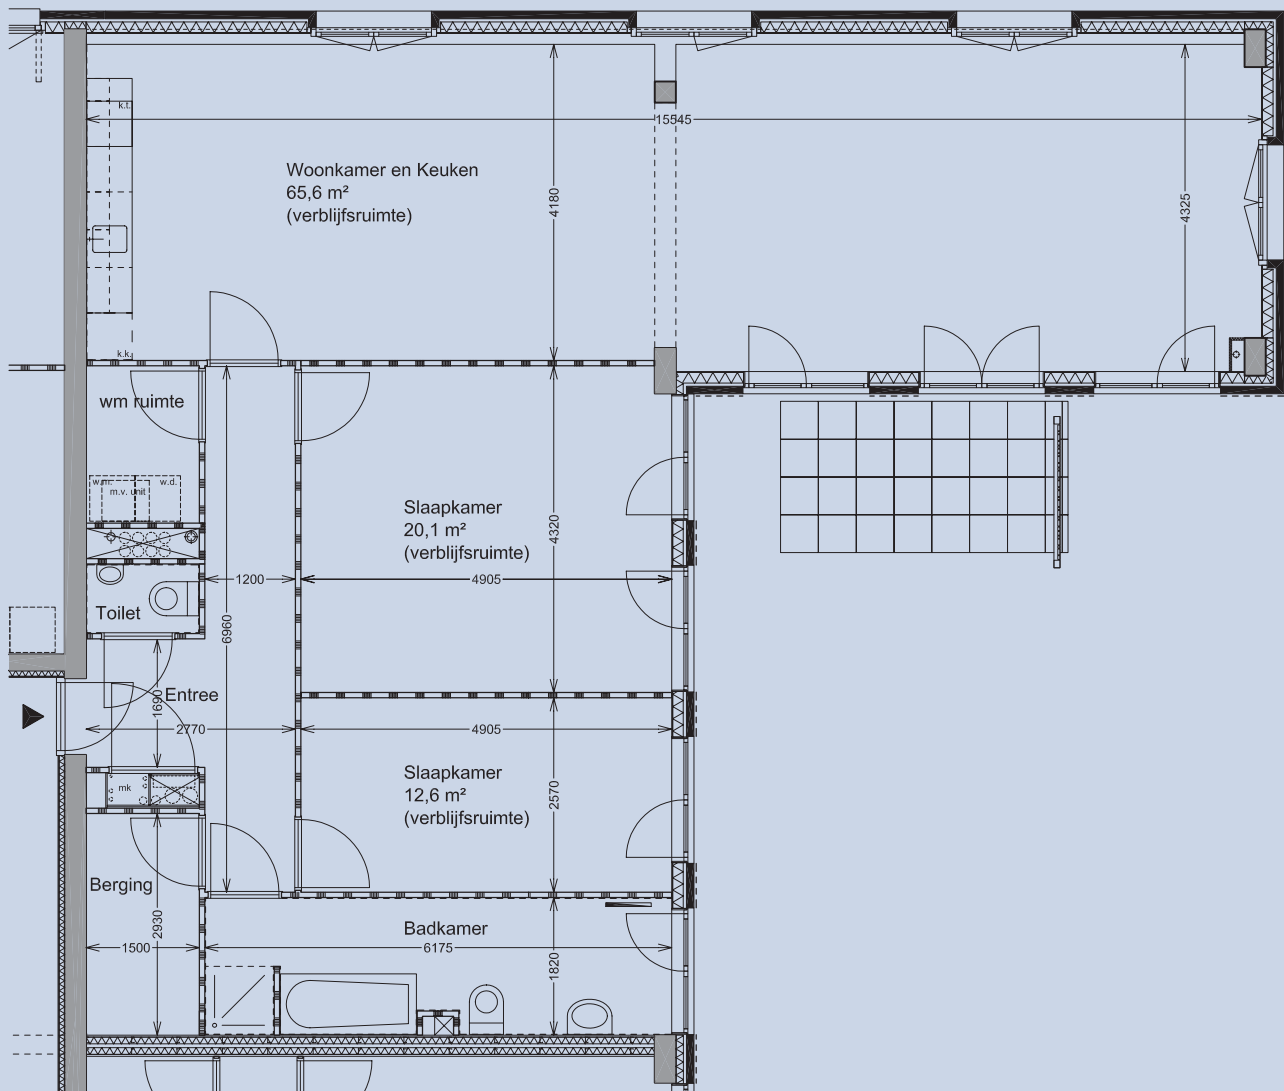 k.t.
15545
Woonkamer en Keuken
65,6 m²
(verblijfsruimte)
4180
4325
k.k.
wm ruimte
w.m.
w.d.
m.v. unit
Slaapkamer
20,1 m²
(verblijfsruimte)
4320
1200
4905
Toilet
6960
Entree
1690
2770
4905
Slaapkamer
12,6 m²
(verblijfsruimte)
2570
mk
Berging
2930
1500
Badkamer
6175
1820